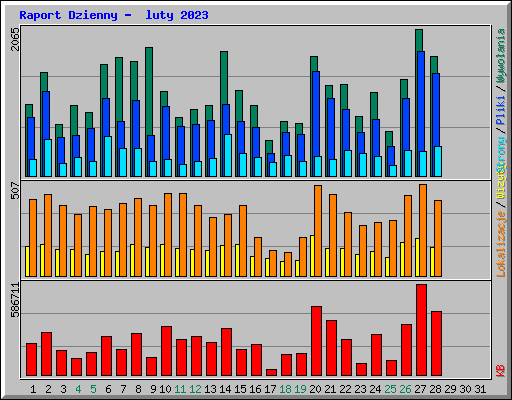 Raport Dzienny -  luty 2023
2065
507
586711
Wywolania
Pliki /
Strony /
Wizyt /
Lokalizacje /
KB
1 2 3 4 5 6 7 8 9 10 11 12 13 14 15 16 17 18 19 20 21 22 23 24 25 26 27 28 29 30 31